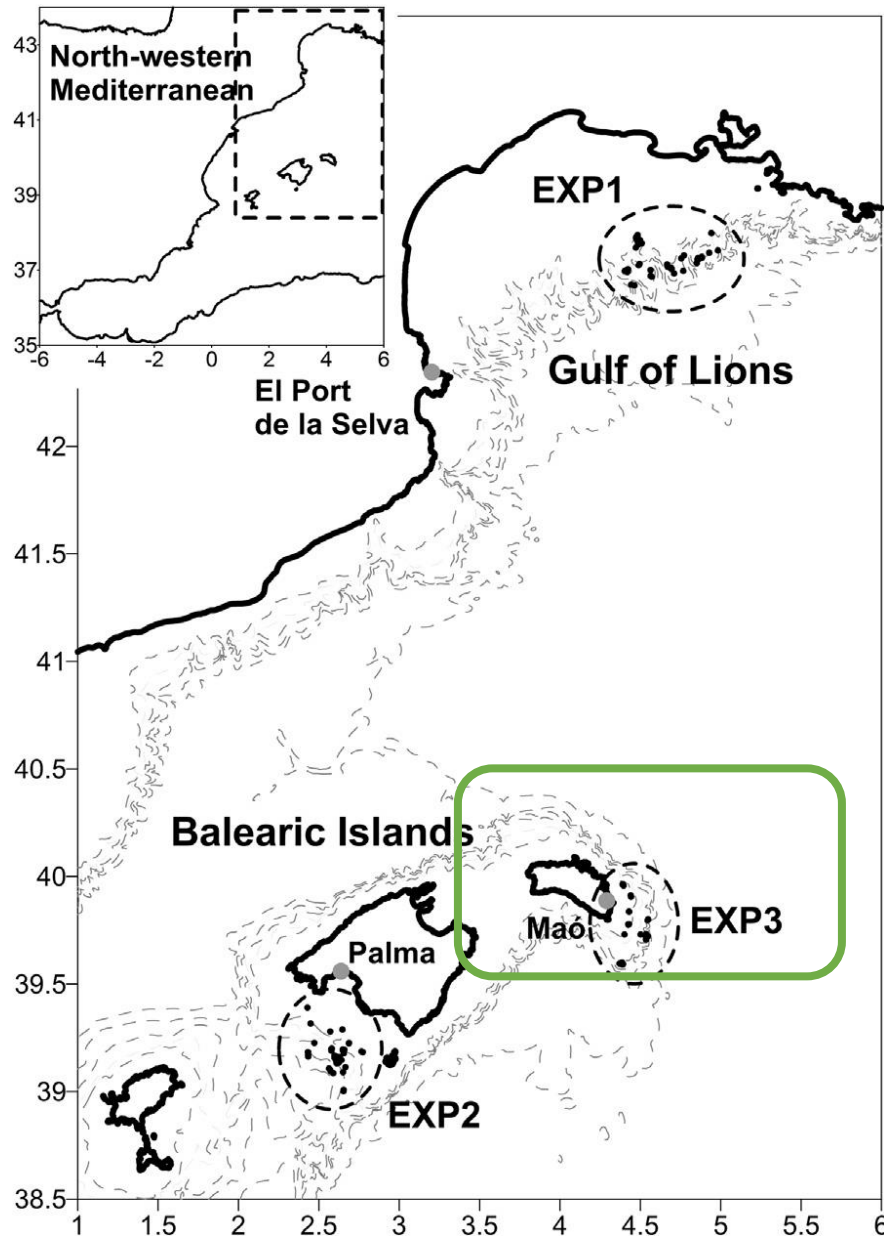 North-western
Mediterranean
43
41
39
37
35
-6
-4
-2
0
2
4
6
EXP1
Gulf of Lions
El Port
de la Selva
42
41.5
41
40.5
40
39.5
39
38.5
Balearic Islands
Maó
EXP3
Palma
EXP2
1
1.5
2
2.5
3
3.5
4
4.5
5
5.5
6